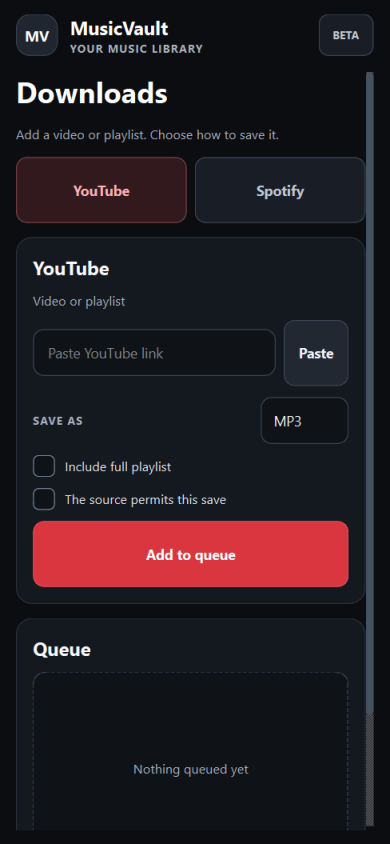 MV
MusicVault
YOUR MUSIC LIBRARY
BETA
Downloads
Add a video or playlist. Choose how to save it.
YouTube
Spotify
YouTube
Video or playlist
Paste YouTube link
Paste
SAVE AS
MP3
Include full playlist
The source permits this save
Add to queue
Queue
Nothing queued yet